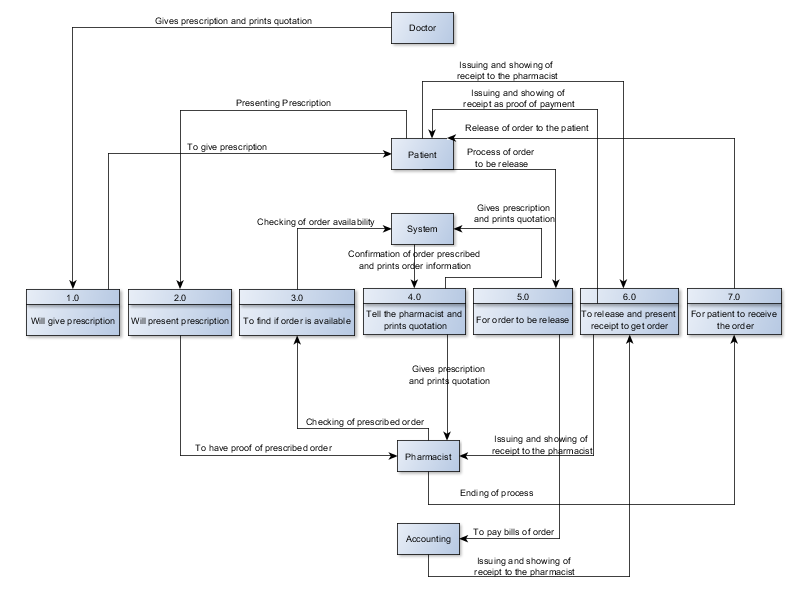 Gives prescription and prints quotation
Doctor
Issuing and showing of
receipt to the pharmacist
Issuing and showing of
receipt as proof of payment
Presenting Prescription
Release of order to the patient
To give prescription
Patient
Process of order
to be release
Gives prescription
and prints quotation
Checking of order availability
System
Confirmation of order prescribed
and prints order information
1.0
Will give prescription
2.0
Will present prescription
3.0
To find if order is available
4.0
Tell the pharmacist and
prints quotation
5.0
For order to be release
6.0
To release and present
receipt to get order
7.0
For patient to receive
the order
Gives prescription
and prints quotation
Checking of prescribed order
To have proof of prescribed order
Issuing and showing of
receipt to the pharmacist
Pharmacist
Ending of process
Accounting
To pay bills of order
Issuing and showing of
receipt to the pharmacist